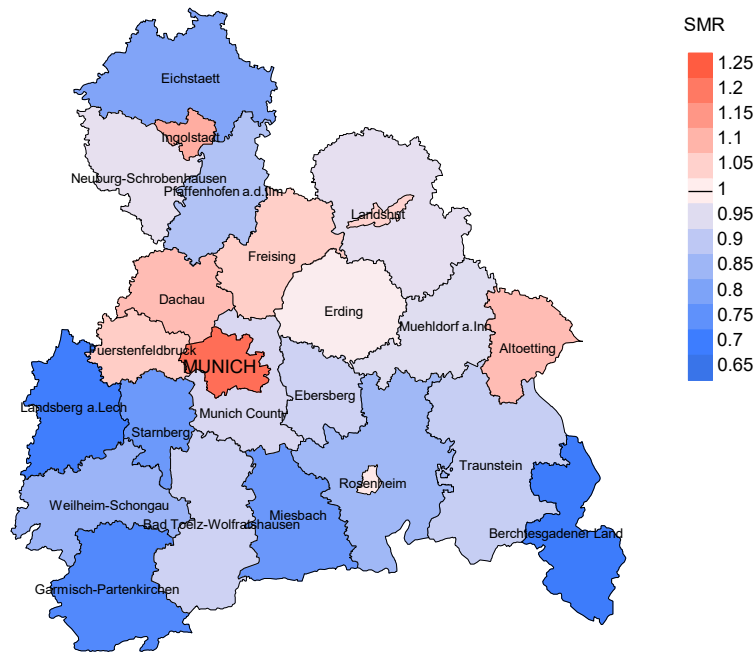 SMR
1.25
1.2
1.15
1.1
1.05
1
0.95
0.9
0.85
0.8
0.75
0.7
0.65
Eichstaett
Ingolstadt
Neuburg-Schrobenhausen
Pfaffenhofen a.d.Ilm
Landshut
Freising
Dachau
Erding
Muehldorf a.Inn
Altoetting
Fuerstenfeldbruck
MUNICH
Ebersberg
Landsberg a.Lech
Munich County
Starnberg
Traunstein
Rosenheim
Weilheim-Schongau
Miesbach
Bad Toelz-Wolfratshausen
Berchtesgadener Land
Garmisch-Partenkirchen